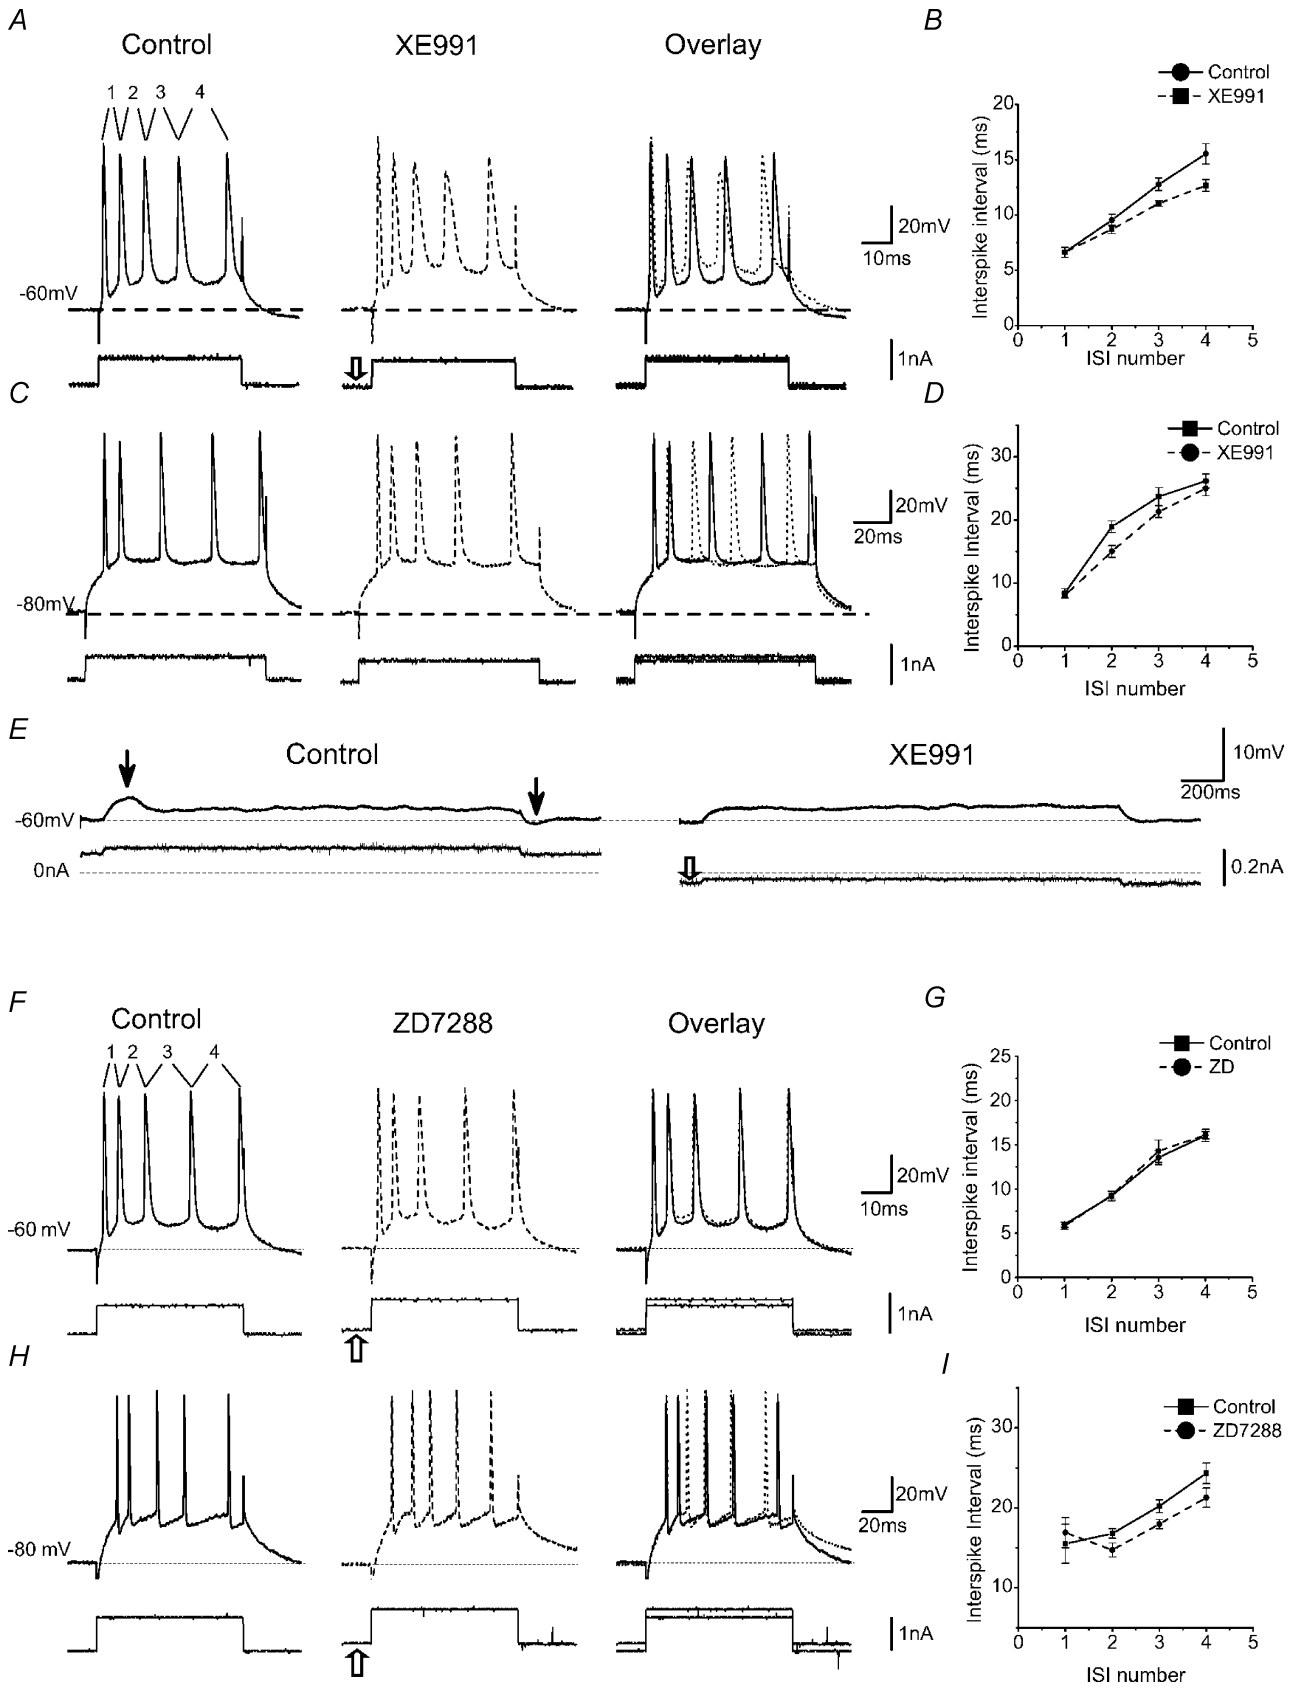 A
Control
XE991
Overlay
1 2 3 4
-60mV
20mV
10ms
1nA
B
Control
XE991
Interspike interval (ms)
20
15
10
5
0
0 1 2 3 4 5
ISI number
C
-80mV
20mV
20ms
1nA
D
Control
XE991
Interspike Interval (ms)
30
20
10
0
0 1 2 3 4 5
ISI number
E
Control
XE991
10mV
200ms
-60mV
0nA
0.2nA
F
Control
ZD7288
Overlay
1 2 3 4
-60 mV
20mV
10ms
1nA
G
Control
ZD
Interspike interval (ms)
25
20
15
10
5
0
0 1 2 3 4 5
ISI number
H
-80 mV
20mV
20ms
1nA
I
Control
ZD7288
Interspike Interval (ms)
30
20
10
0 1 2 3 4 5
ISI number